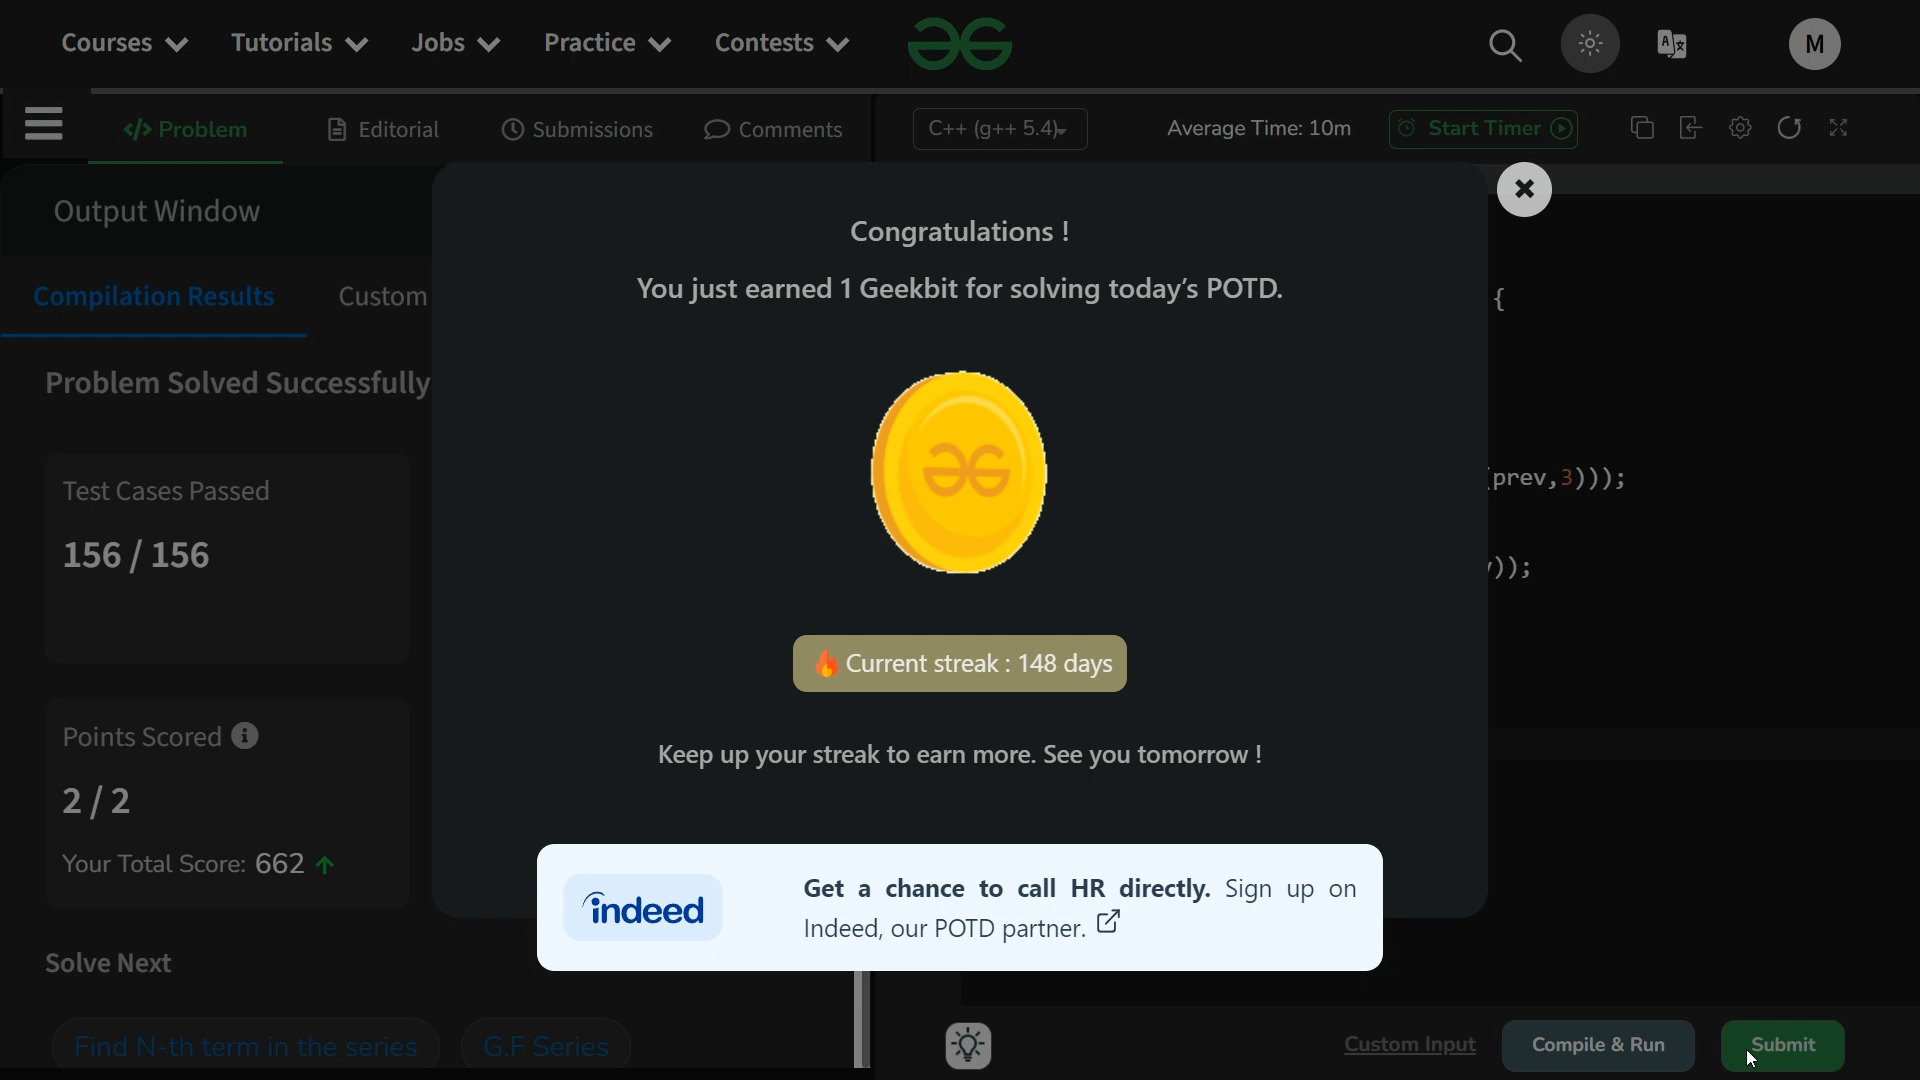 Courses Tutorials Jobs Practice Contests
M
</> Problem Editorial Submissions Comments
C++ (g++ 5.4) Average Time: 10m Start Timer
Output Window
Compilation Results Custom
Problem Solved Successfully
Test Cases Passed
156 / 156
Points Scored
2 / 2
Your Total Score: 662
Solve Next
Find N-th term in the series G.F Series
Congratulations !
You just earned 1 Geekbit for solving today's POTD.
Current streak : 148 days
Keep up your streak to earn more. See you tomorrow !
indeed
Get a chance to call HR directly. Sign up on
Indeed, our POTD partner.
{
(prev,3)));
));
Custom Input Compile & Run Submit